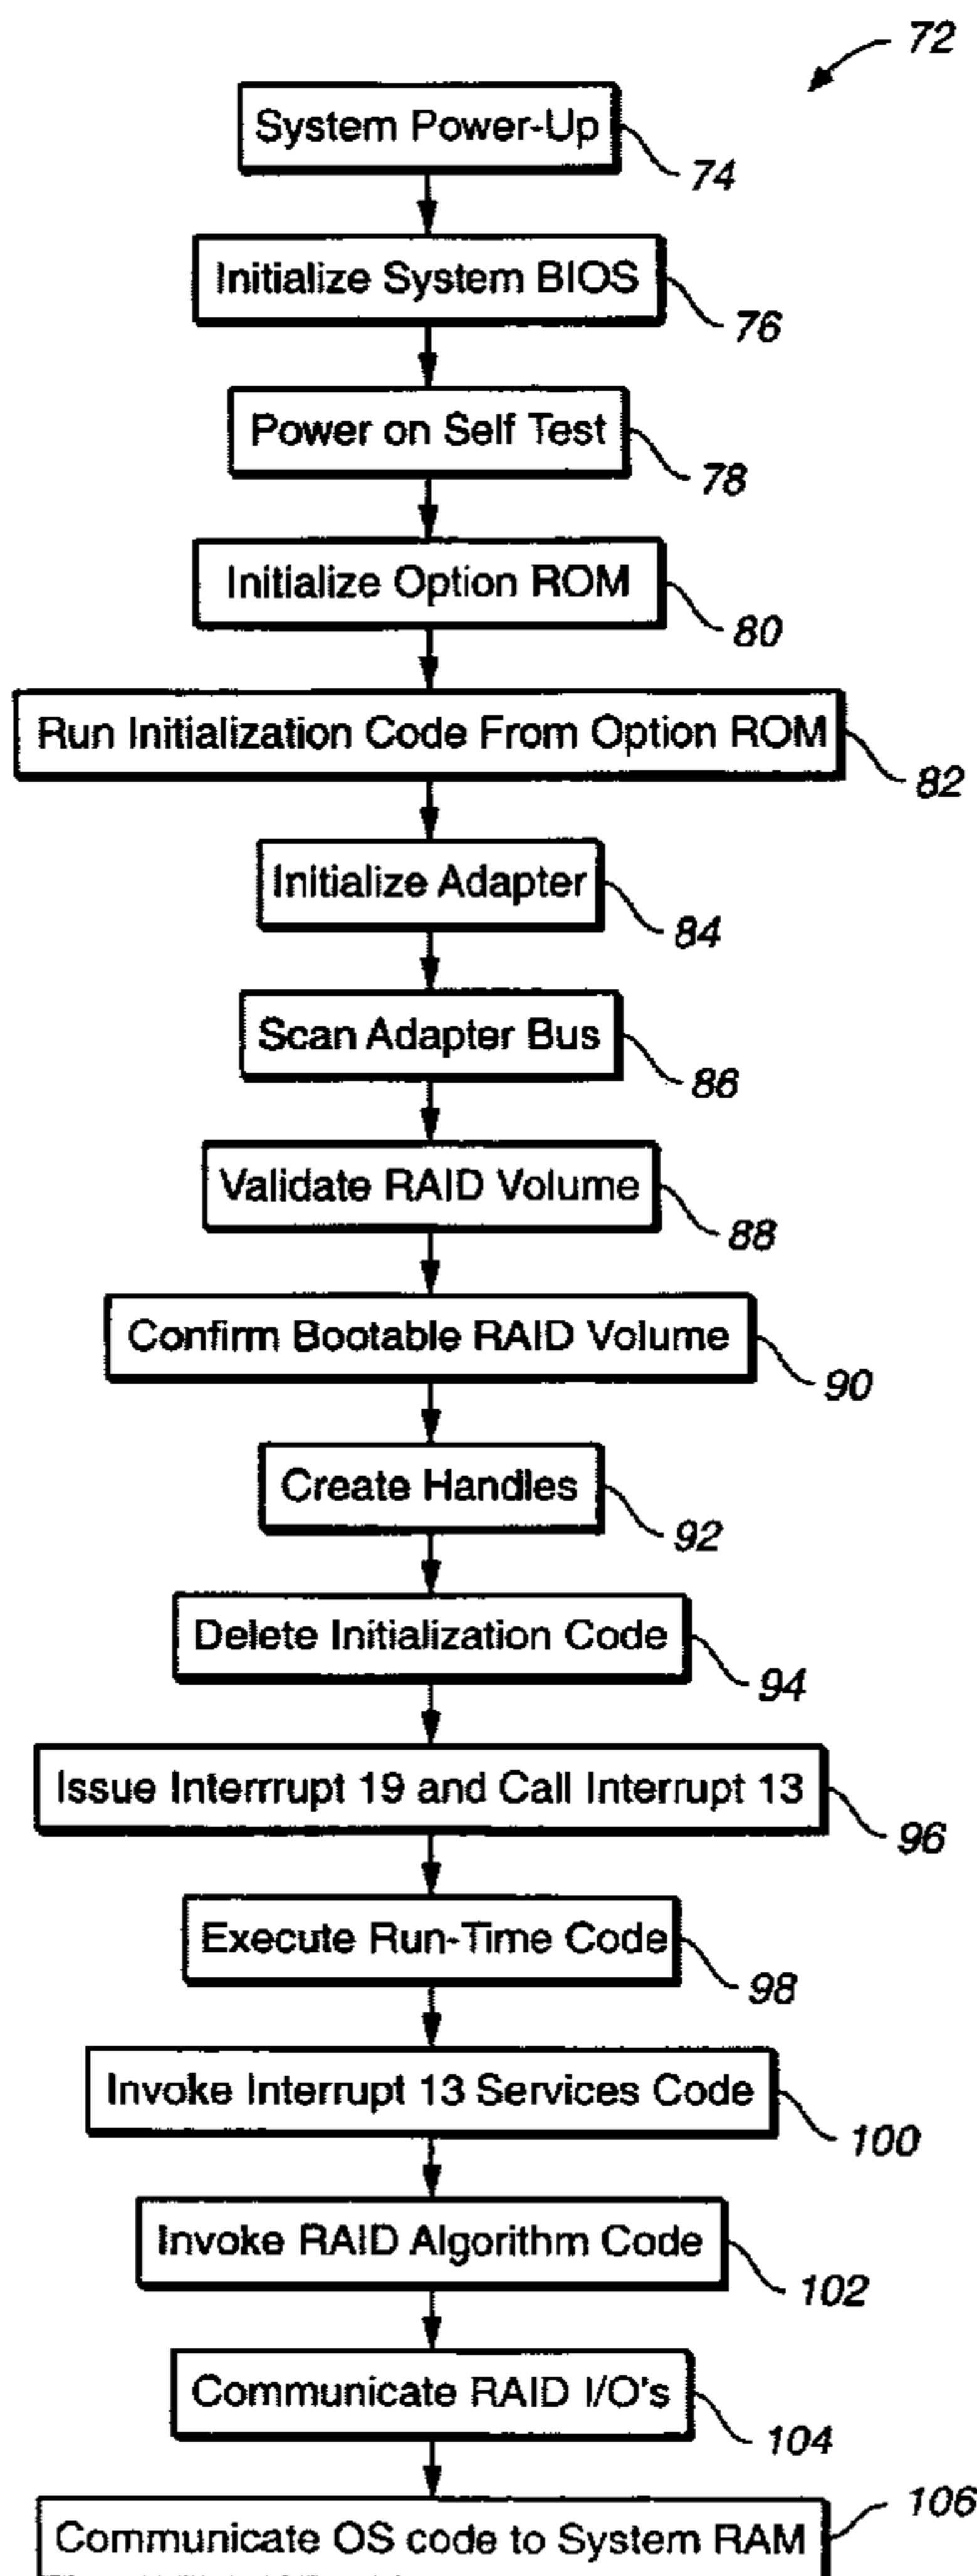 72
System Power-Up
74
Initialize System BIOS
76
Power on Self Test
78
Initialize Option ROM
80
Run Initialization Code From Option ROM
82
Initialize Adapter
84
Scan Adapter Bus
86
Validate RAID Volume
88
Confirm Bootable RAID Volume
90
Create Handles
92
Delete Initialization Code
94
Issue Interrrupt 19 and Call Interrupt 13
96
Execute Run-Time Code
98
Invoke Interrupt 13 Services Code
100
Invoke RAID Algorithm Code
102
Communicate RAID I/O's
104
106
Communicate OS code to System RAM